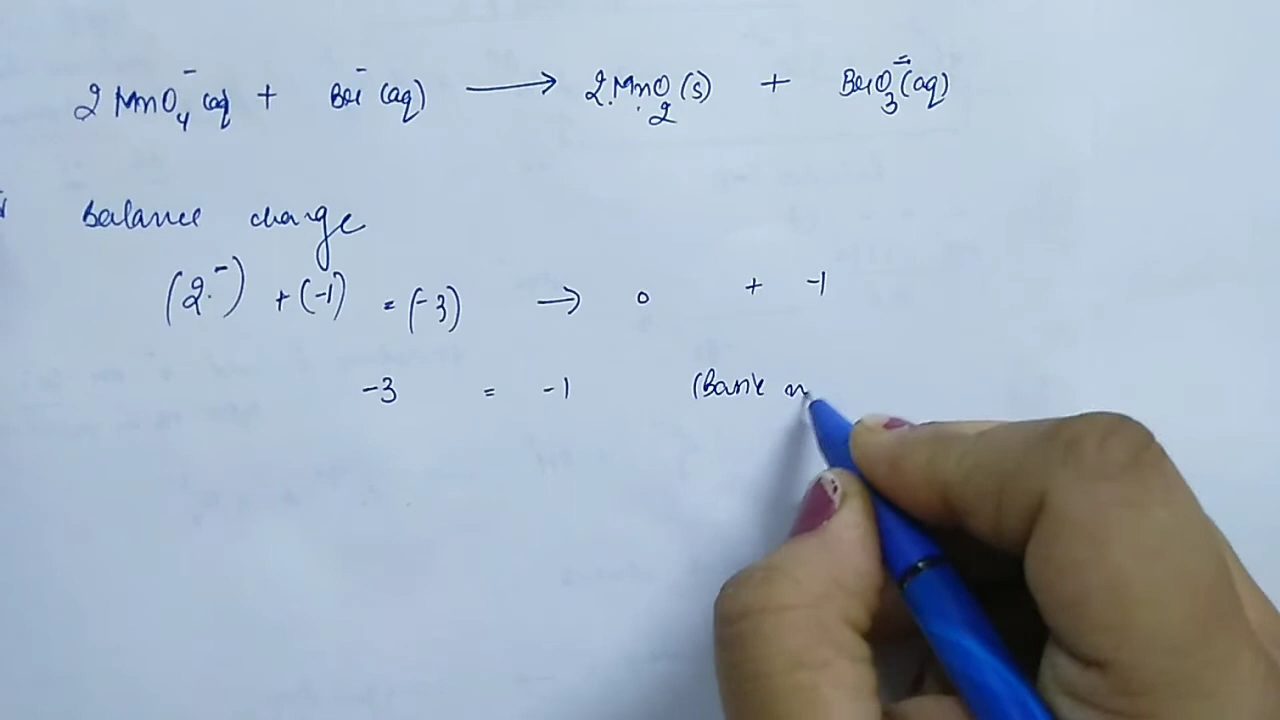 2 MnO₄⁻ (aq + Br⁻ (aq) ⟶ 2 MnO₂ (s) + BrO₃⁻ (aq)
Balance charge
(2⁻) + (-1) = (-3) → 0 + -1
-3 = -1 (Basic m